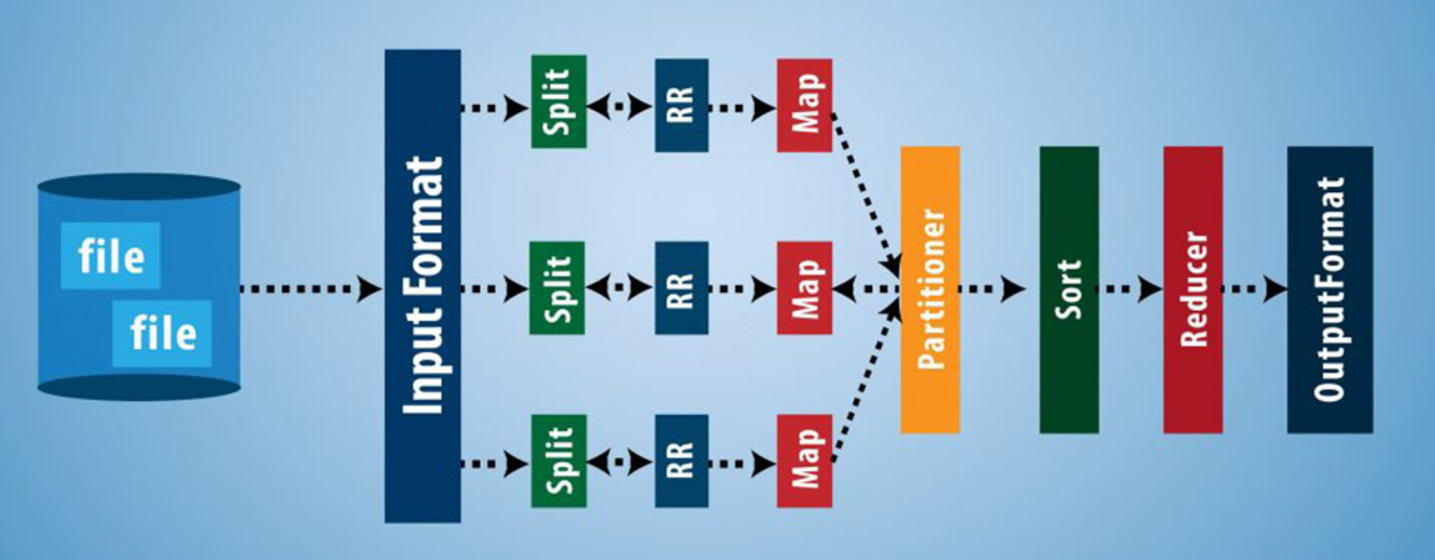 file
file
Input Format
Split
RR
Map
Split
RR
Map
Split
RR
Map
Partitioner
Sort
Reducer
OutputFormat